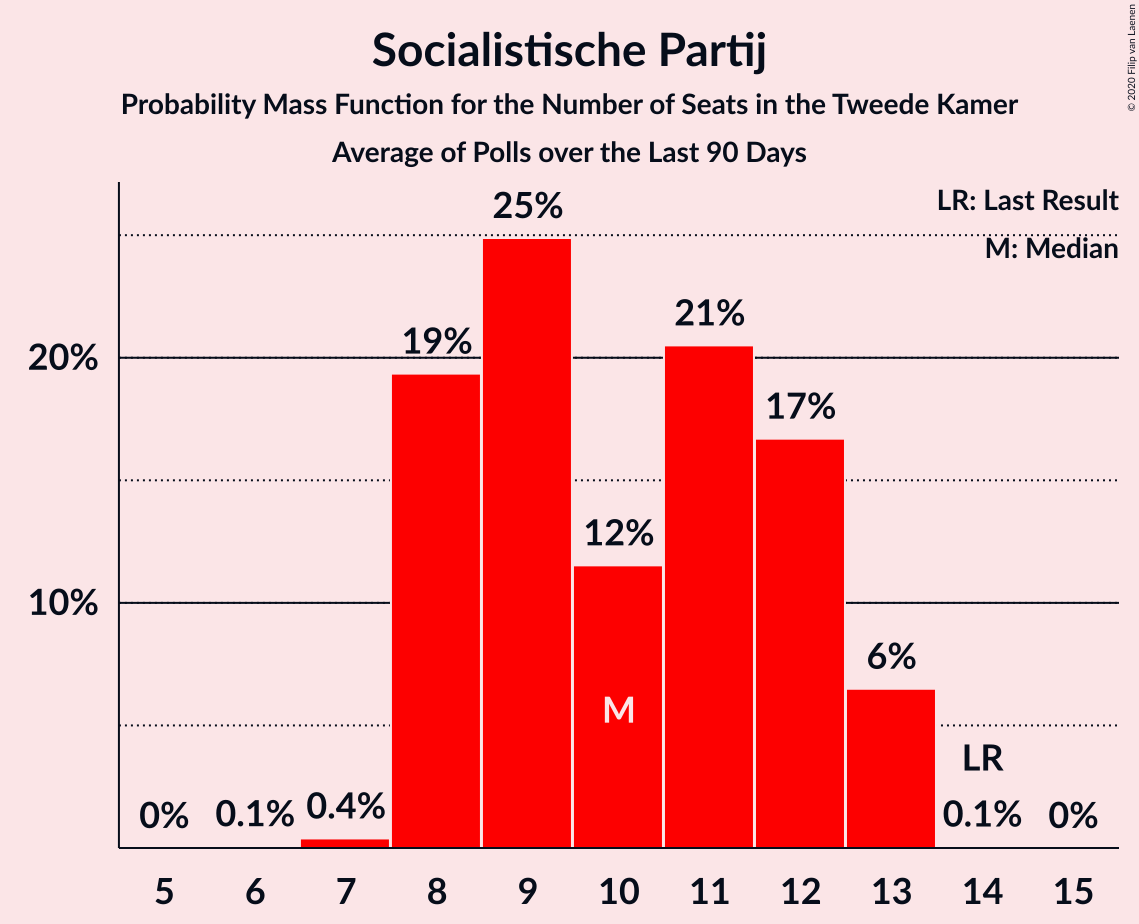 Socialistische Partij
Probability Mass Function for the Number of Seats in the Tweede Kamer
Average of Polls over the Last 90 Days
© 2020 Filip van Laenen
LR: Last Result
M: Median
20%
10%
0%
0.1%
0.4%
19%
25%
12%
21%
17%
6%
0.1%
0%
M
LR
5 6 7 8 9 10 11 12 13 14 15